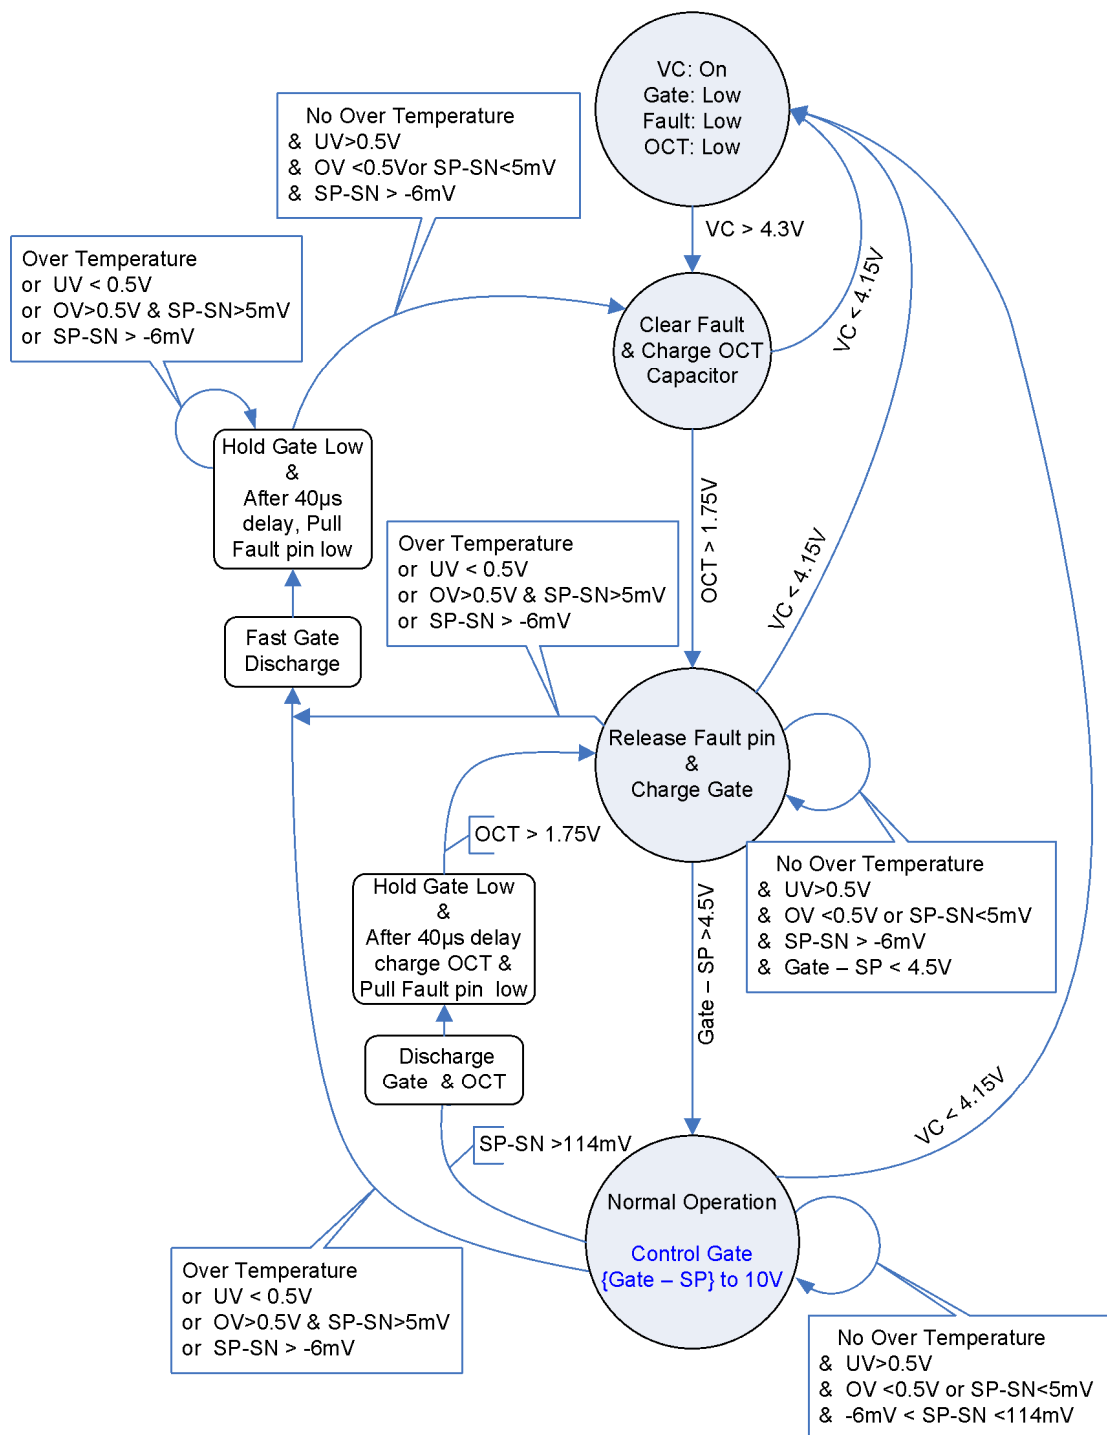 VC: On
Gate: Low
Fault: Low
OCT: Low
No Over Temperature
& UV>0.5V
& OV <0.5Vor SP-SN<5mV
& SP-SN > -6mV
VC > 4.3V
Over Temperature
or UV < 0.5V
or OV>0.5V & SP-SN>5mV
or SP-SN > -6mV
Clear Fault
& Charge OCT
Capacitor
VC < 4.15V
Hold Gate Low
&
After 40µs
delay, Pull
Fault pin low
OCT > 1.75V
VC < 4.15V
Over Temperature
or UV < 0.5V
or OV>0.5V & SP-SN>5mV
or SP-SN > -6mV
Fast Gate
Discharge
Release Fault pin
&
Charge Gate
OCT > 1.75V
No Over Temperature
& UV>0.5V
& OV <0.5V or SP-SN<5mV
& SP-SN > -6mV
& Gate – SP < 4.5V
Hold Gate Low
&
After 40µs delay
charge OCT &
Pull Fault pin low
Gate – SP >4.5V
Discharge
Gate & OCT
VC < 4.15V
SP-SN >114mV
Normal Operation
Control Gate
{Gate – SP} to 10V
Over Temperature
or UV < 0.5V
or OV>0.5V & SP-SN>5mV
or SP-SN > -6mV
No Over Temperature
& UV>0.5V
& OV <0.5V or SP-SN<5mV
& -6mV < SP-SN <114mV